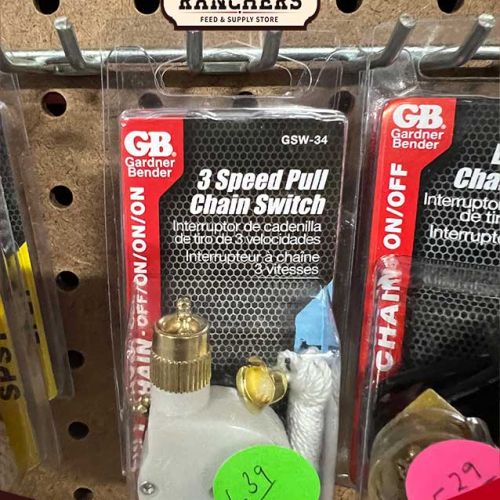 RANCHERS
FEED & SUPPLY STORE
GB
Gardner
Bender
GSW-34
3 Speed Pull
Chain Switch
Interruptor de cadenilla
de tiro de 3 velocidades
Interrupteur à chaîne
3 vitesses
CHAIN - OFF/ON/ON/ON
39
GB
Gardner
Bender
Cha
Interruptor
de ti
Interrupt
CHAIN - ON/OFF
29
SPST